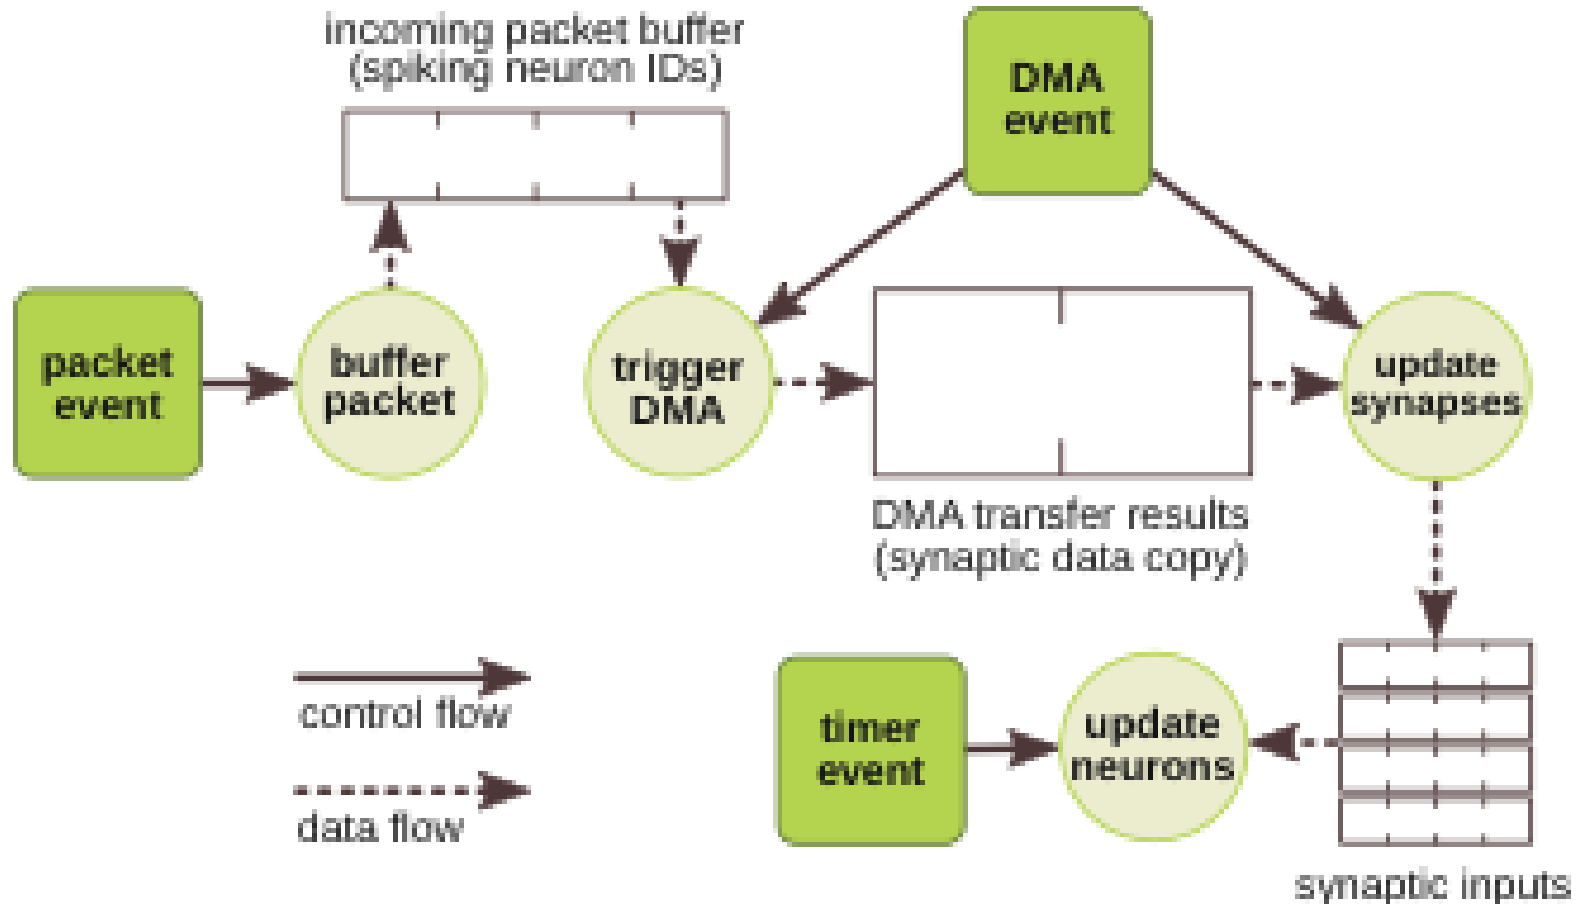 incoming packet buffer
(spiking neuron IDs)
DMA
event
packet
event
buffer
packet
trigger
DMA
update
synapses
DMA transfer results
(synaptic data copy)
control flow
data flow
timer
event
update
neurons
synaptic inputs